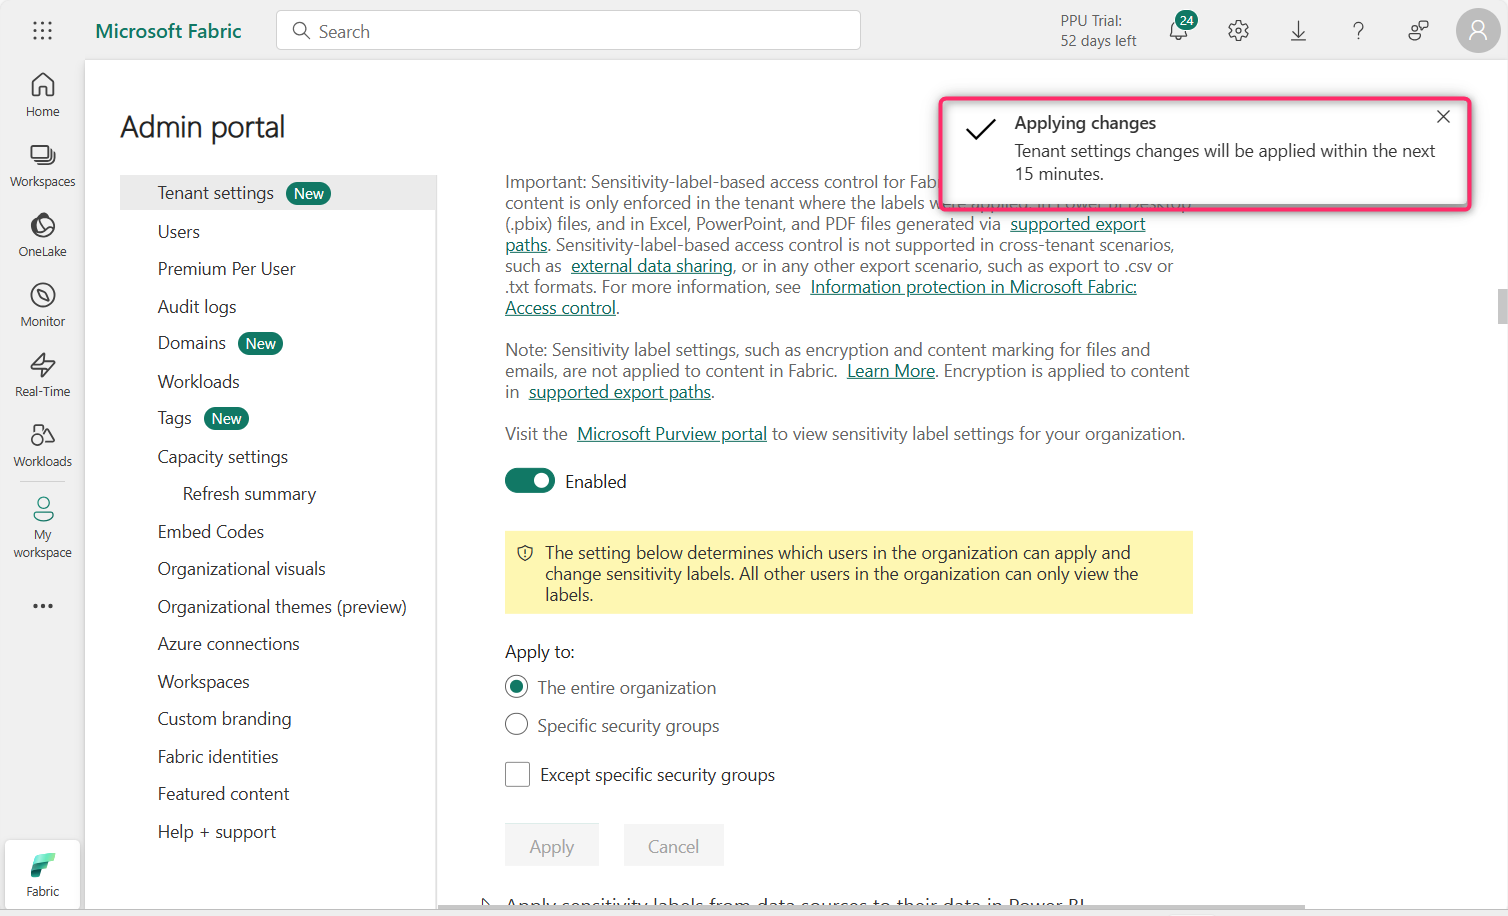 Microsoft Fabric
Search
PPU Trial:
52 days left
24
Home
Workspaces
OneLake
Monitor
Real-Time
Workloads
My
workspace
Fabric
Admin portal
Tenant settings New
Users
Premium Per User
Audit logs
Domains New
Workloads
Tags New
Capacity settings
Refresh summary
Embed Codes
Organizational visuals
Organizational themes (preview)
Azure connections
Workspaces
Custom branding
Fabric identities
Featured content
Help + support
Applying changes
Tenant settings changes will be applied within the next
15 minutes.
Important: Sensitivity-label-based access control for
content is only enforced in the tenant where the labels
(.pbix) files, and in Excel, PowerPoint, and PDF files generated via supported export
paths. Sensitivity-label-based access control is not supported in cross-tenant scenarios,
such as external data sharing, or in any other export scenario, such as export to .csv or
.txt formats. For more information, see Information protection in Microsoft Fabric:
Access control.
Note: Sensitivity label settings, such as encryption and content marking for files and
emails, are not applied to content in Fabric. Learn More. Encryption is applied to content
in supported export paths.
Visit the Microsoft Purview portal to view sensitivity label settings for your organization.
Enabled
The setting below determines which users in the organization can apply and
change sensitivity labels. All other users in the organization can only view the
labels.
Apply to:
The entire organization
Specific security groups
Except specific security groups
Apply
Cancel
Apply sensitivity labels from data sources to their data in Power BI